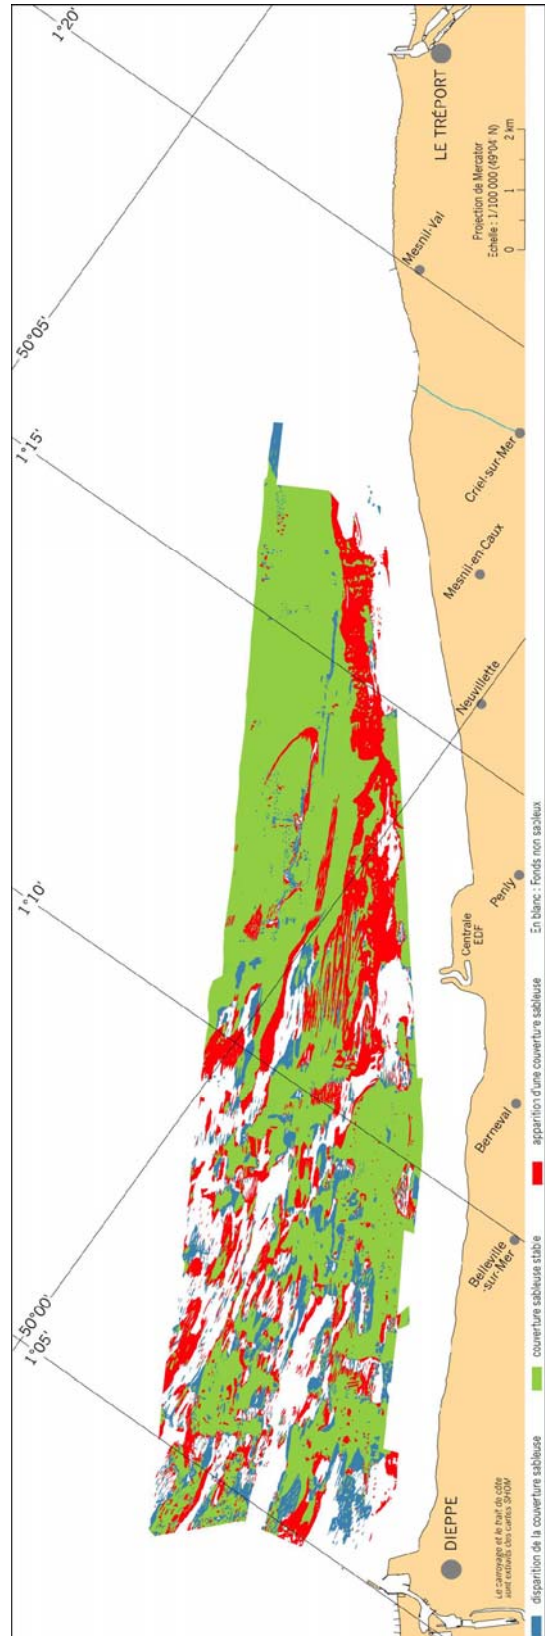 1°20'
50°05'
1°15'
1°10'
50°00'
1°05'
LE TRÉPORT
Projection de Mercator
Echelle : 1/100 000 (49°04' N)
0 1 2 km
Mesnil-Val
Criel-sur-Mer
Mesnil-en-Caux
Neuvillette
Penly
Centrale
EDF
Berneval
Belleville
-sur-Mer
DIEPPE
Le carroyage et le trait de côte
sont extraits des cartes SHOM
disparition de la couverture sableuse
couverture sableuse stable
apparition d'une couverture sableuse
En blanc : Fonds non sableux